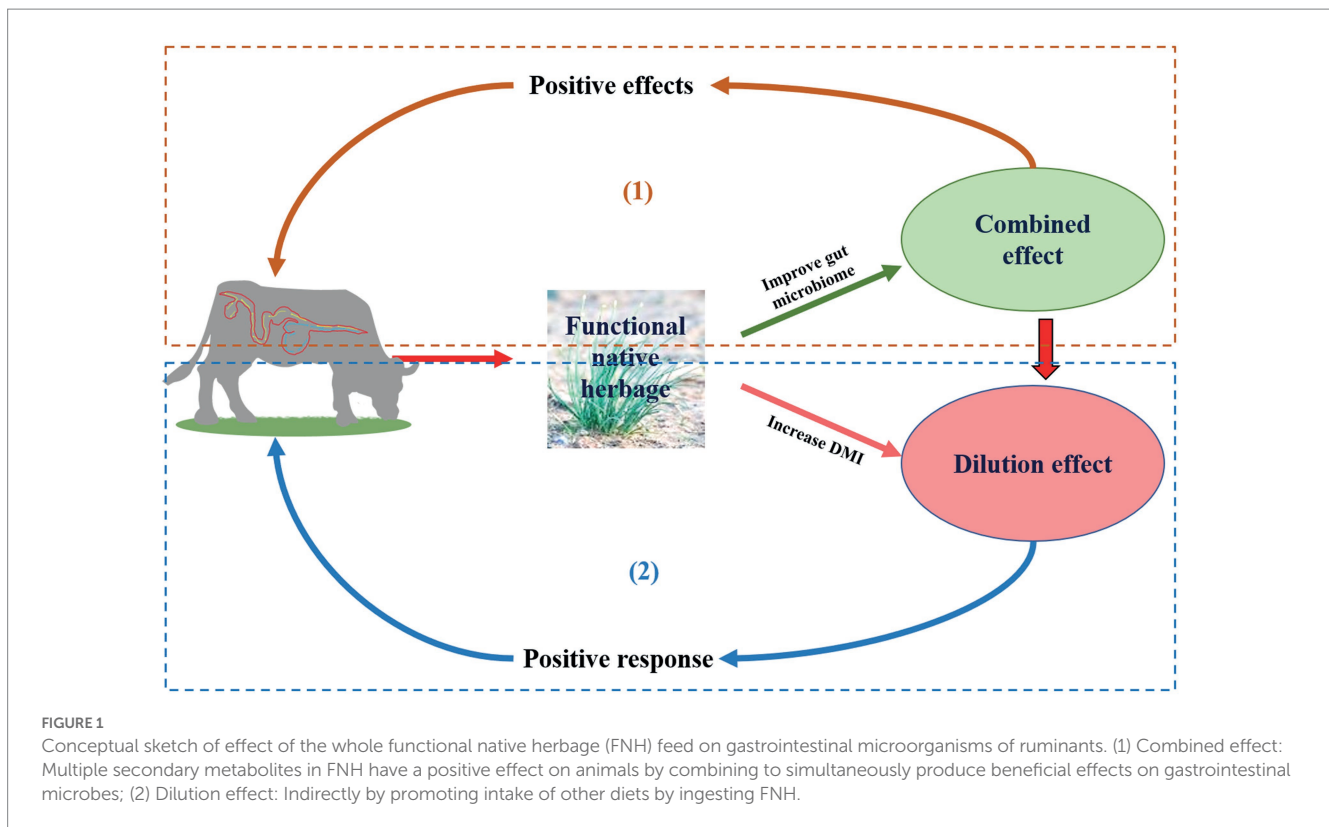 Positive effects
(1)
Combined
effect
Improve gut
microbiome
Functional
native
herbage
Increase DMI
Dilution effect
(2)
Positive response
FIGURE 1
Conceptual sketch of effect of the whole functional native herbage (FNH) feed on gastrointestinal microorganisms of ruminants. (1) Combined effect:
Multiple secondary metabolites in FNH have a positive effect on animals by combining to simultaneously produce beneficial effects on gastrointestinal
microbes; (2) Dilution effect: Indirectly by promoting intake of other diets by ingesting FNH.